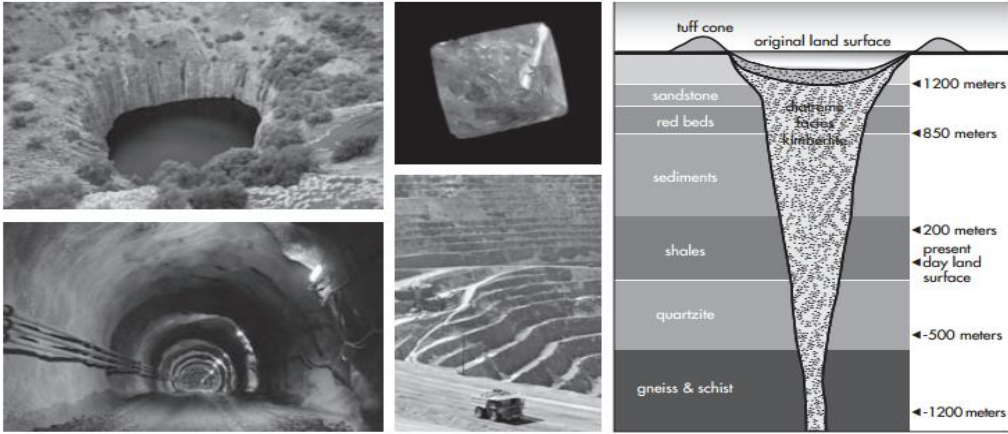 tuff cone
original land surface
1200 meters
sandstone
diatreme
red beds
facies
850 meters
kimberlite
sediments
200 meters
shales
present
day land
surface
quartzite
-500 meters
gneiss & schist
-1200 meters